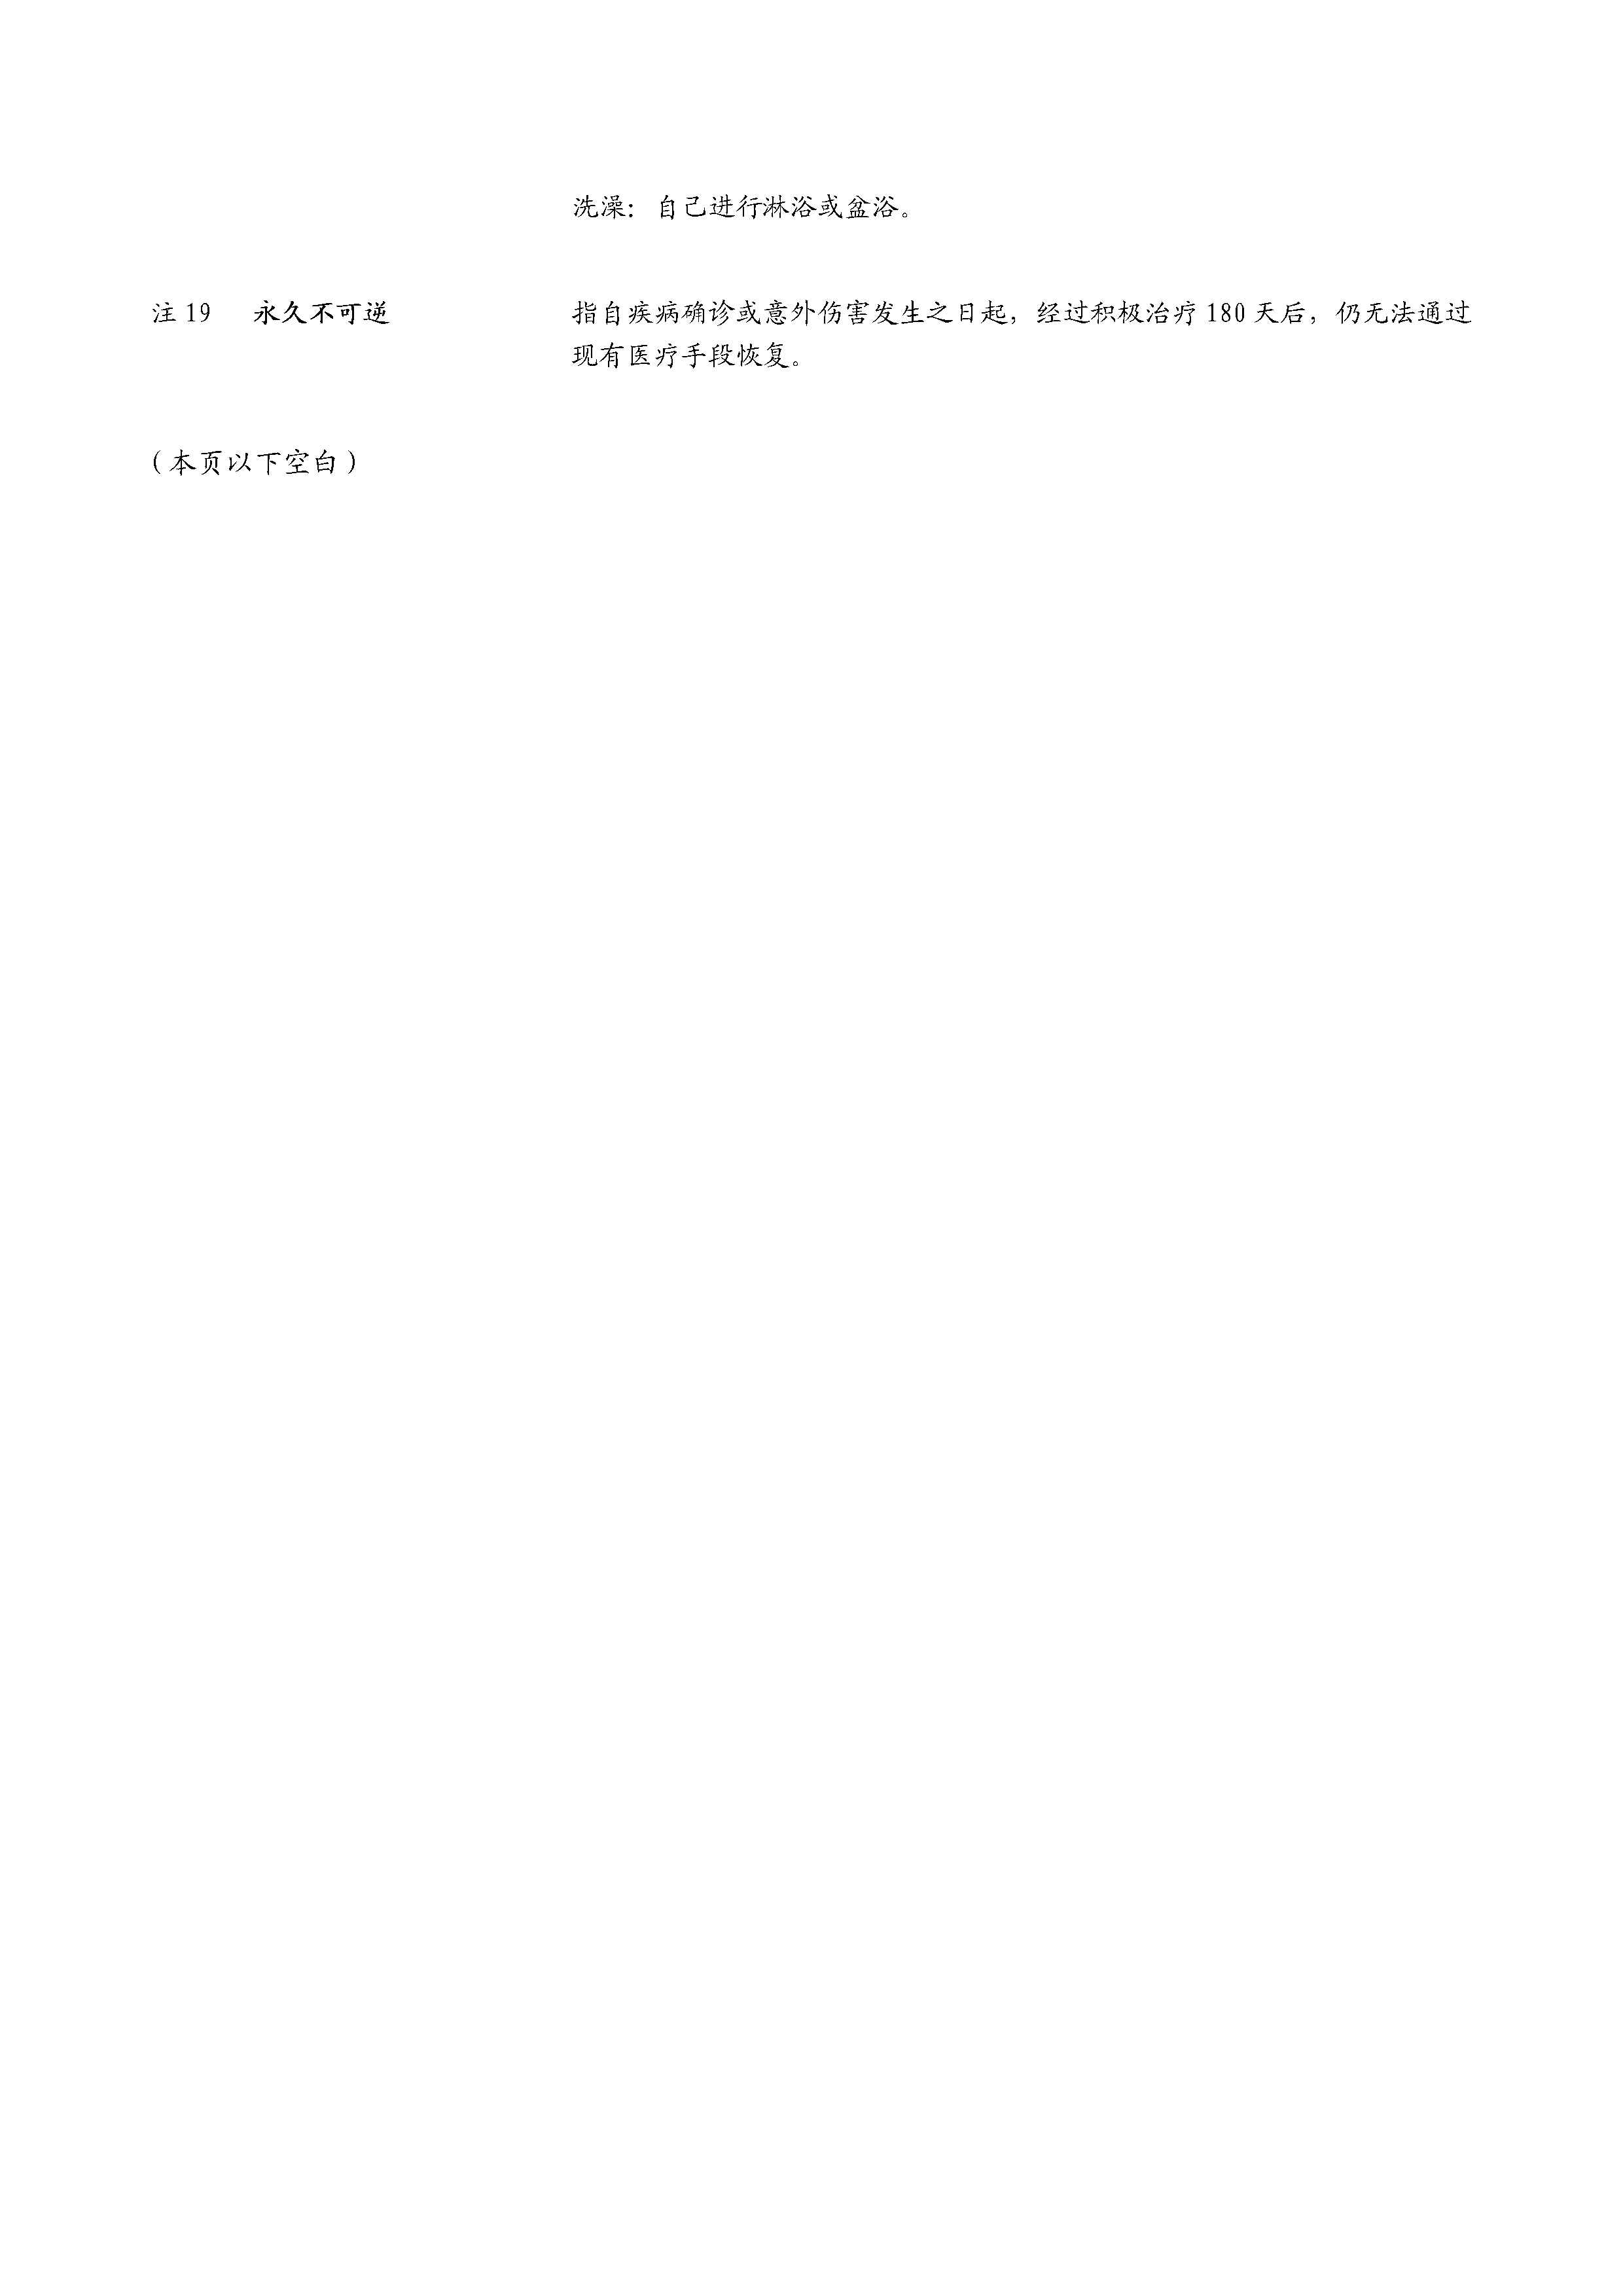 洗澡：自己进行淋浴或盆浴。
注 19 永久不可逆 指自疾病确诊或意外伤害发生之日起，经过积极治疗 180 天后，仍无法通过
现有医疗手段恢复。
（本页以下空白）